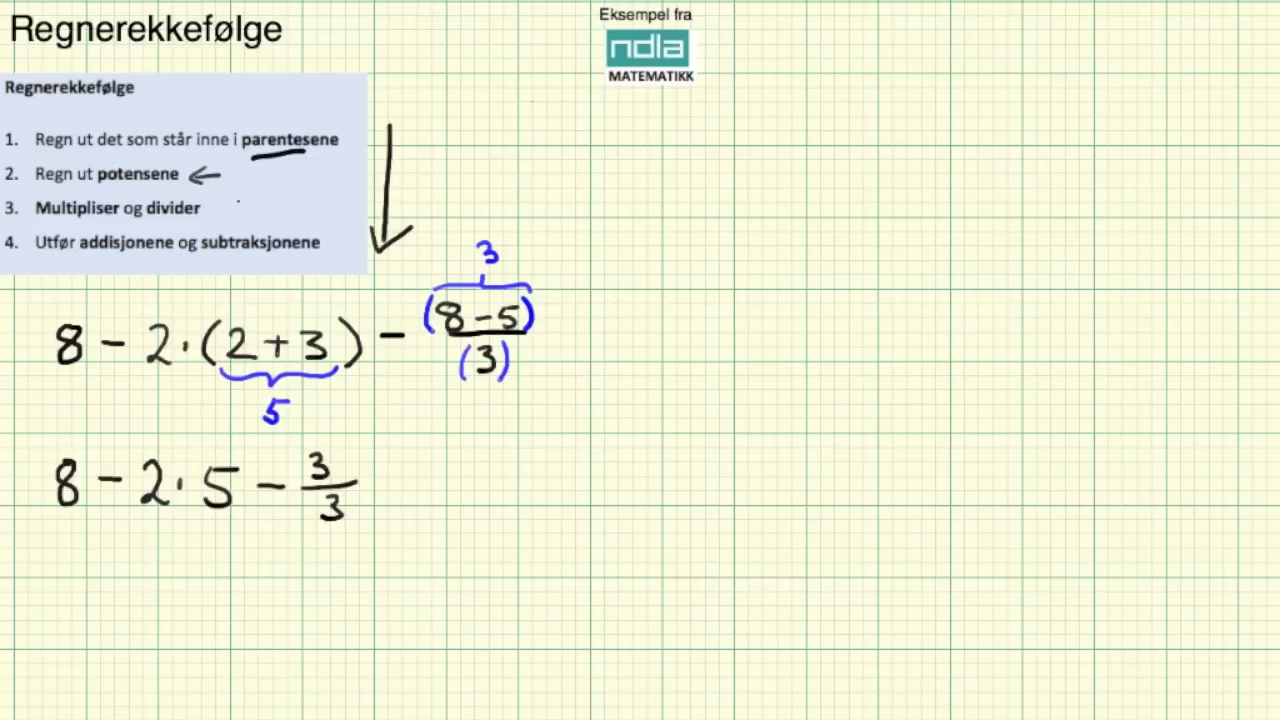 Regnerekkefølge
Eksempel fra
ndla
MATEMATIKK
Regnerekkefølge
1. Regn ut det som står inne i parentesene
2. Regn ut potensene ←
3. Multipliser og divider
4. Utfør addisjonene og subtraksjonene
3
8 - 2 · (2 + 3) - (8 - 5)
(3)
5
8 - 2 · 5 - 3
3